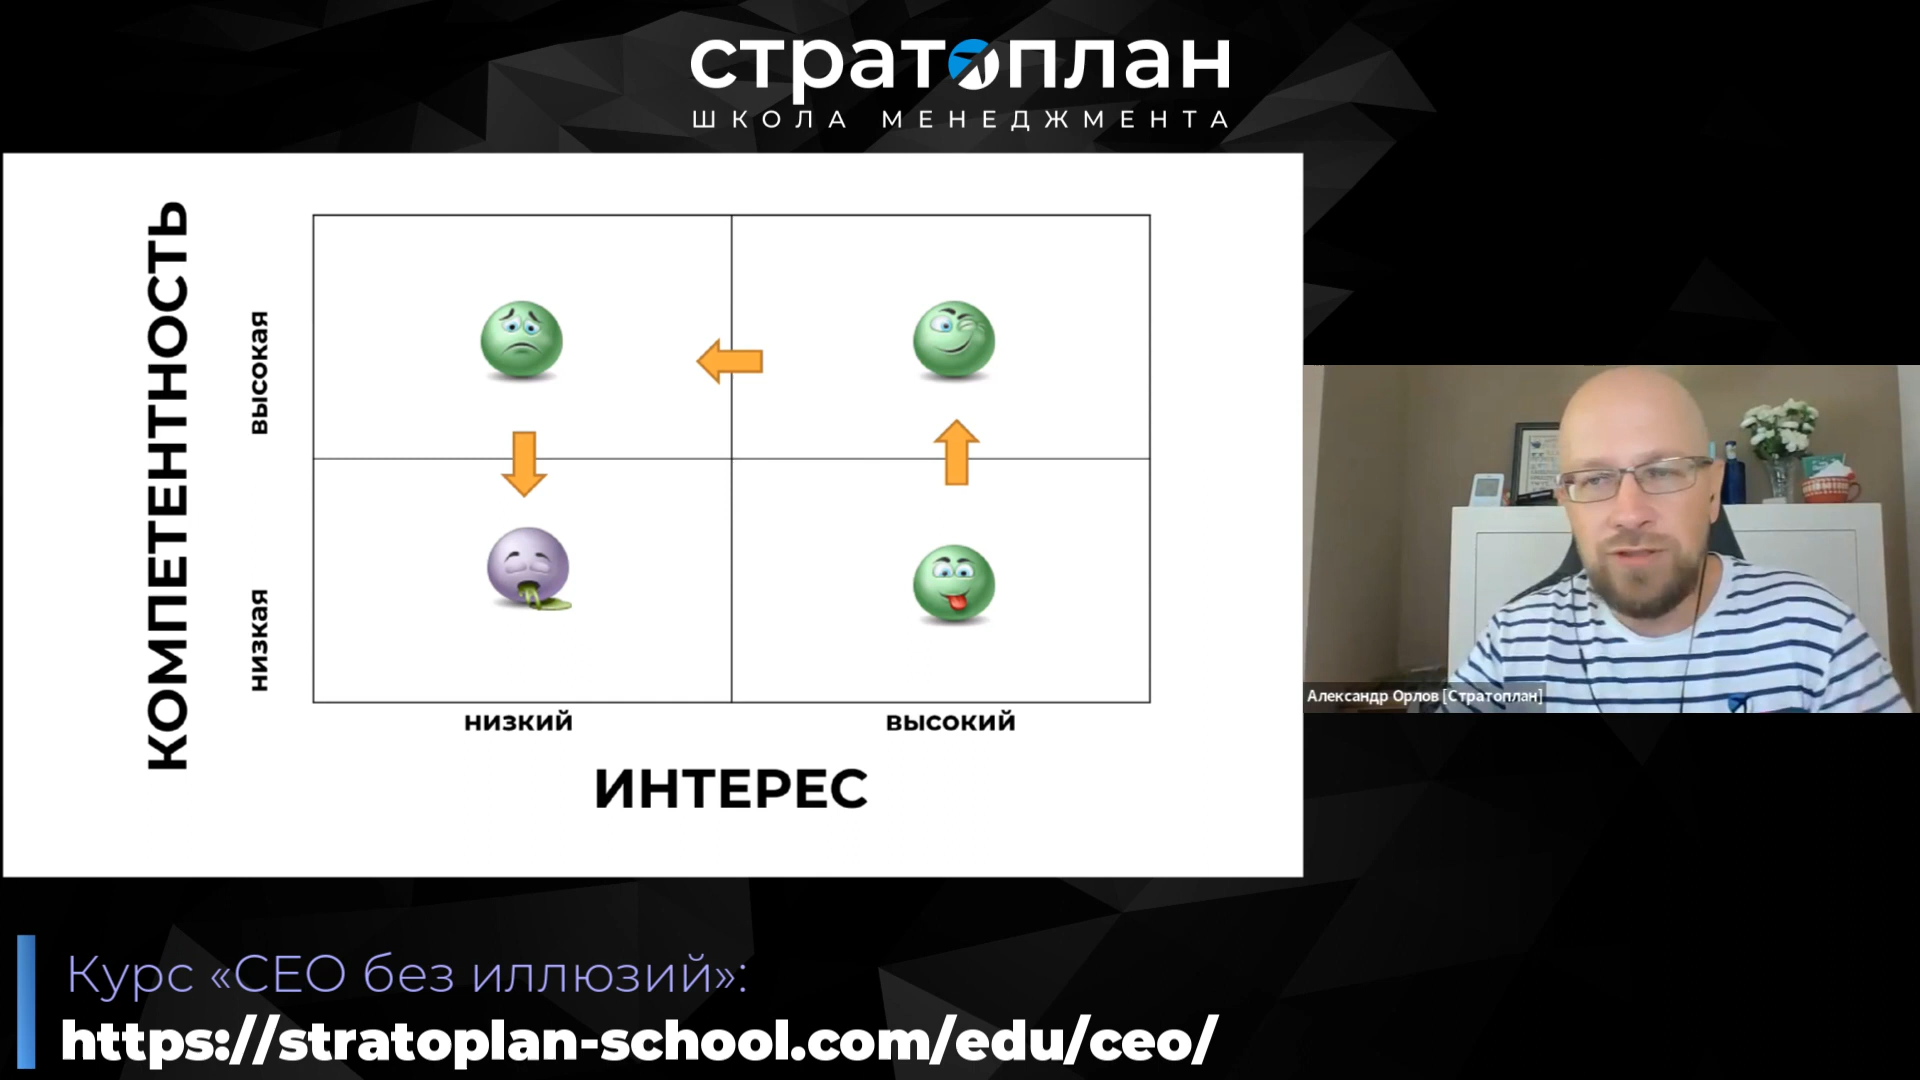 стратоплан
ШКОЛА МЕНЕДЖМЕНТА
КОМПЕТЕНТНОСТЬ
высокая
низкая
низкий
высокий
ИНТЕРЕС
Александр Орлов [Стратоплан]
Курс «СЕО без иллюзий»:
https://stratoplan-school.com/edu/ceo/